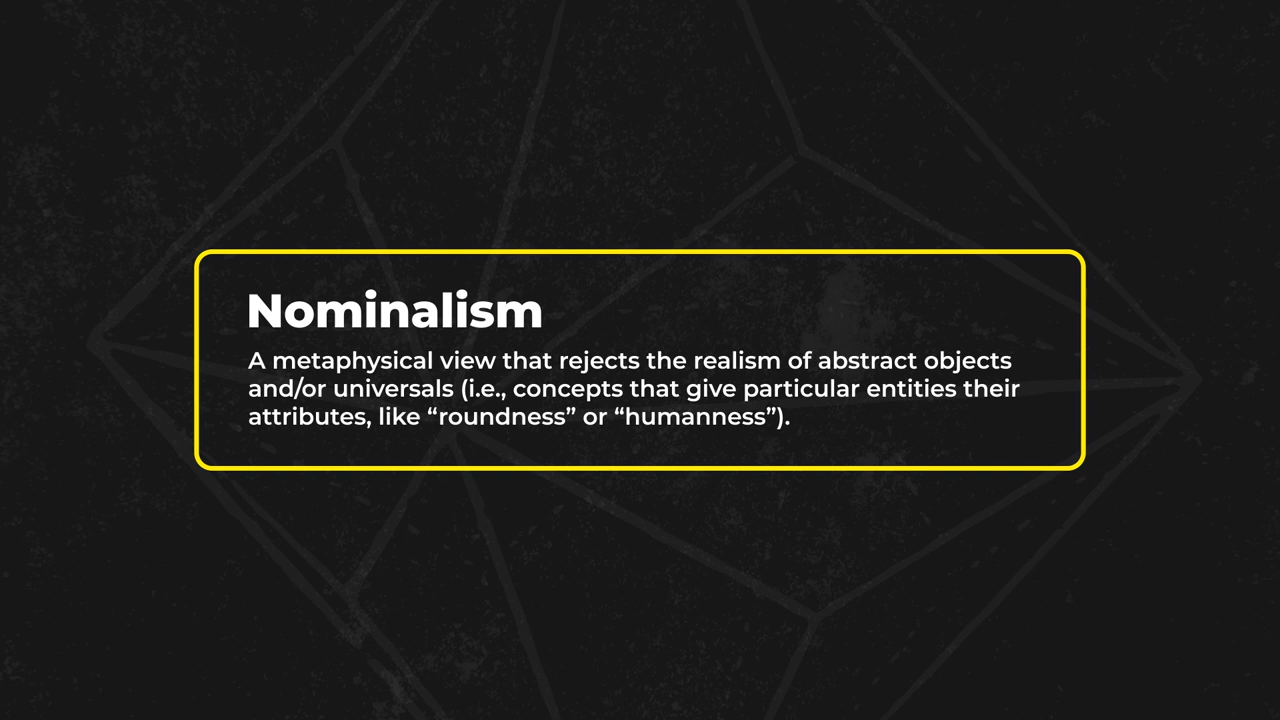 Nominalism
A metaphysical view that rejects the realism of abstract objects
and/or universals (i.e., concepts that give particular entities their
attributes, like “roundness” or “humanness”).